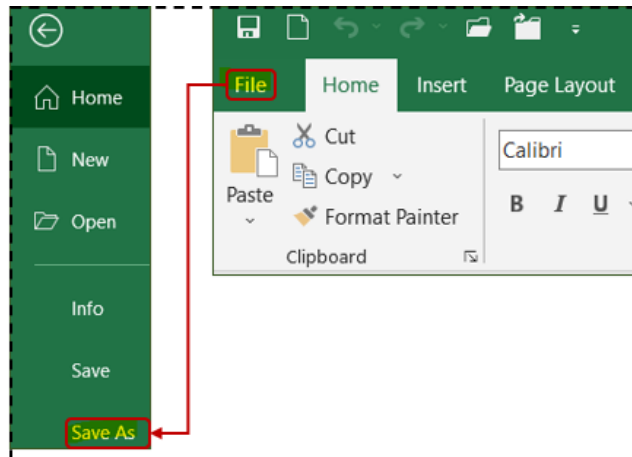 Home
New
Open
Info
Save
Save As
File Home Insert Page Layout
Paste
Cut
Copy
Format Painter
Clipboard
Calibri
B I U